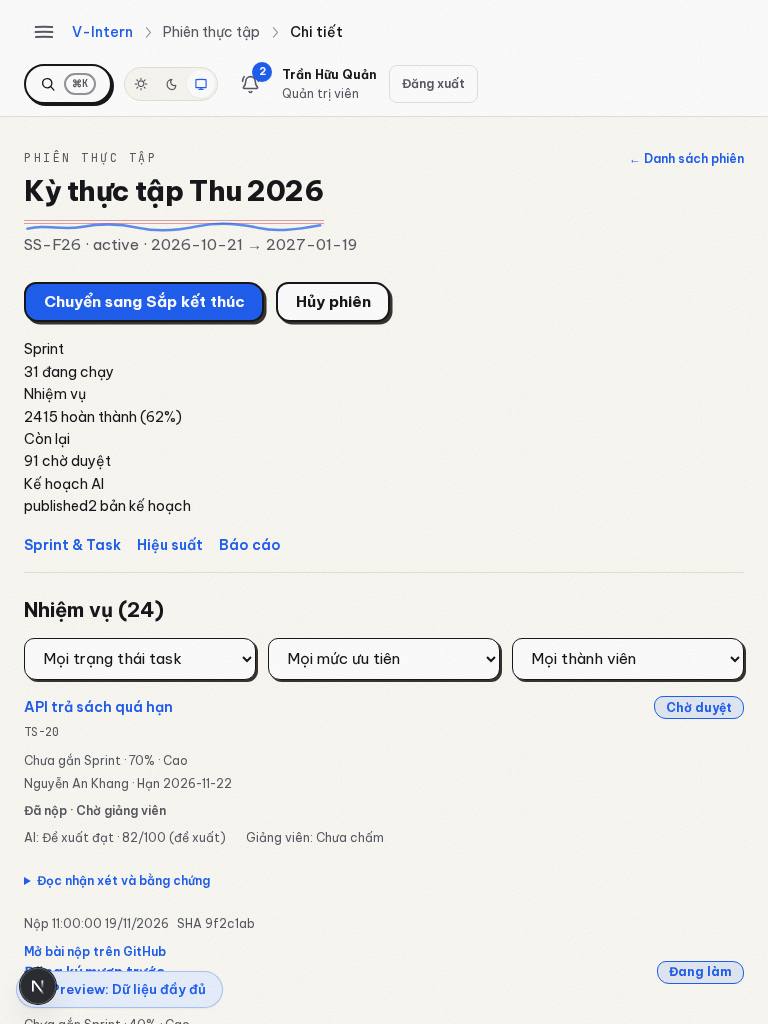 V-Intern > Phiên thực tập > Chi tiết
⌘K
2
Trần Hữu Quản
Quản trị viên
Đăng xuất
PHIÊN THỰC TẬP
← Danh sách phiên
Kỳ thực tập Thu 2026
SS-F26 · active · 2026-10-21 → 2027-01-19
Chuyển sang Sắp kết thúc
Hủy phiên
Sprint
31 đang chạy
Nhiệm vụ
2415 hoàn thành (62%)
Còn lại
91 chờ duyệt
Kế hoạch AI
published2 bản kế hoạch
Sprint & Task Hiệu suất Báo cáo
Nhiệm vụ (24)
Mọi trạng thái task
Mọi mức ưu tiên
Mọi thành viên
API trả sách quá hạn
Chờ duyệt
TS-20
Chưa gắn Sprint · 70% · Cao
Nguyễn An Khang · Hạn 2026-11-22
Đã nộp · Chờ giảng viên
AI: Đề xuất đạt · 82/100 (đề xuất) Giảng viên: Chưa chấm
▶ Đọc nhận xét và bằng chứng
Nộp 11:00:00 19/11/2026 SHA 9f2c1ab
Mở bài nộp trên GitHub
Đang làm
N
Preview: Dữ liệu đầy đủ
Chưa gắn Sprint · 40% · Cao